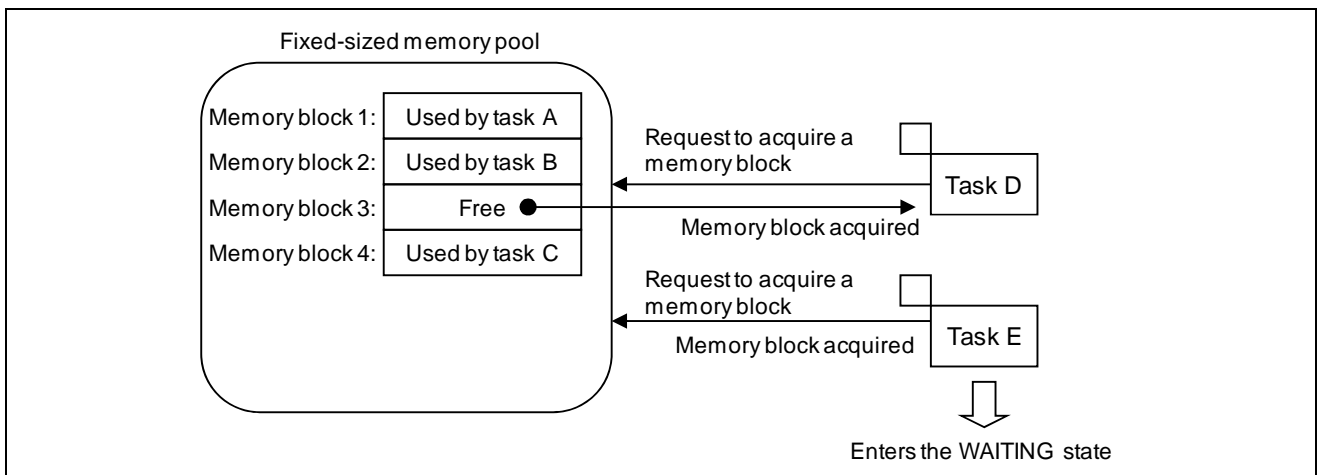 Fixed-sized memory pool
Memory block 1: Used by task A
Memory block 2: Used by task B
Memory block 3: Free
Memory block 4: Used by task C
Request to acquire a
memory block
Task D
Memory block acquired
Request to acquire a
memory block
Task E
Memory block acquired
Enters the WAITING state